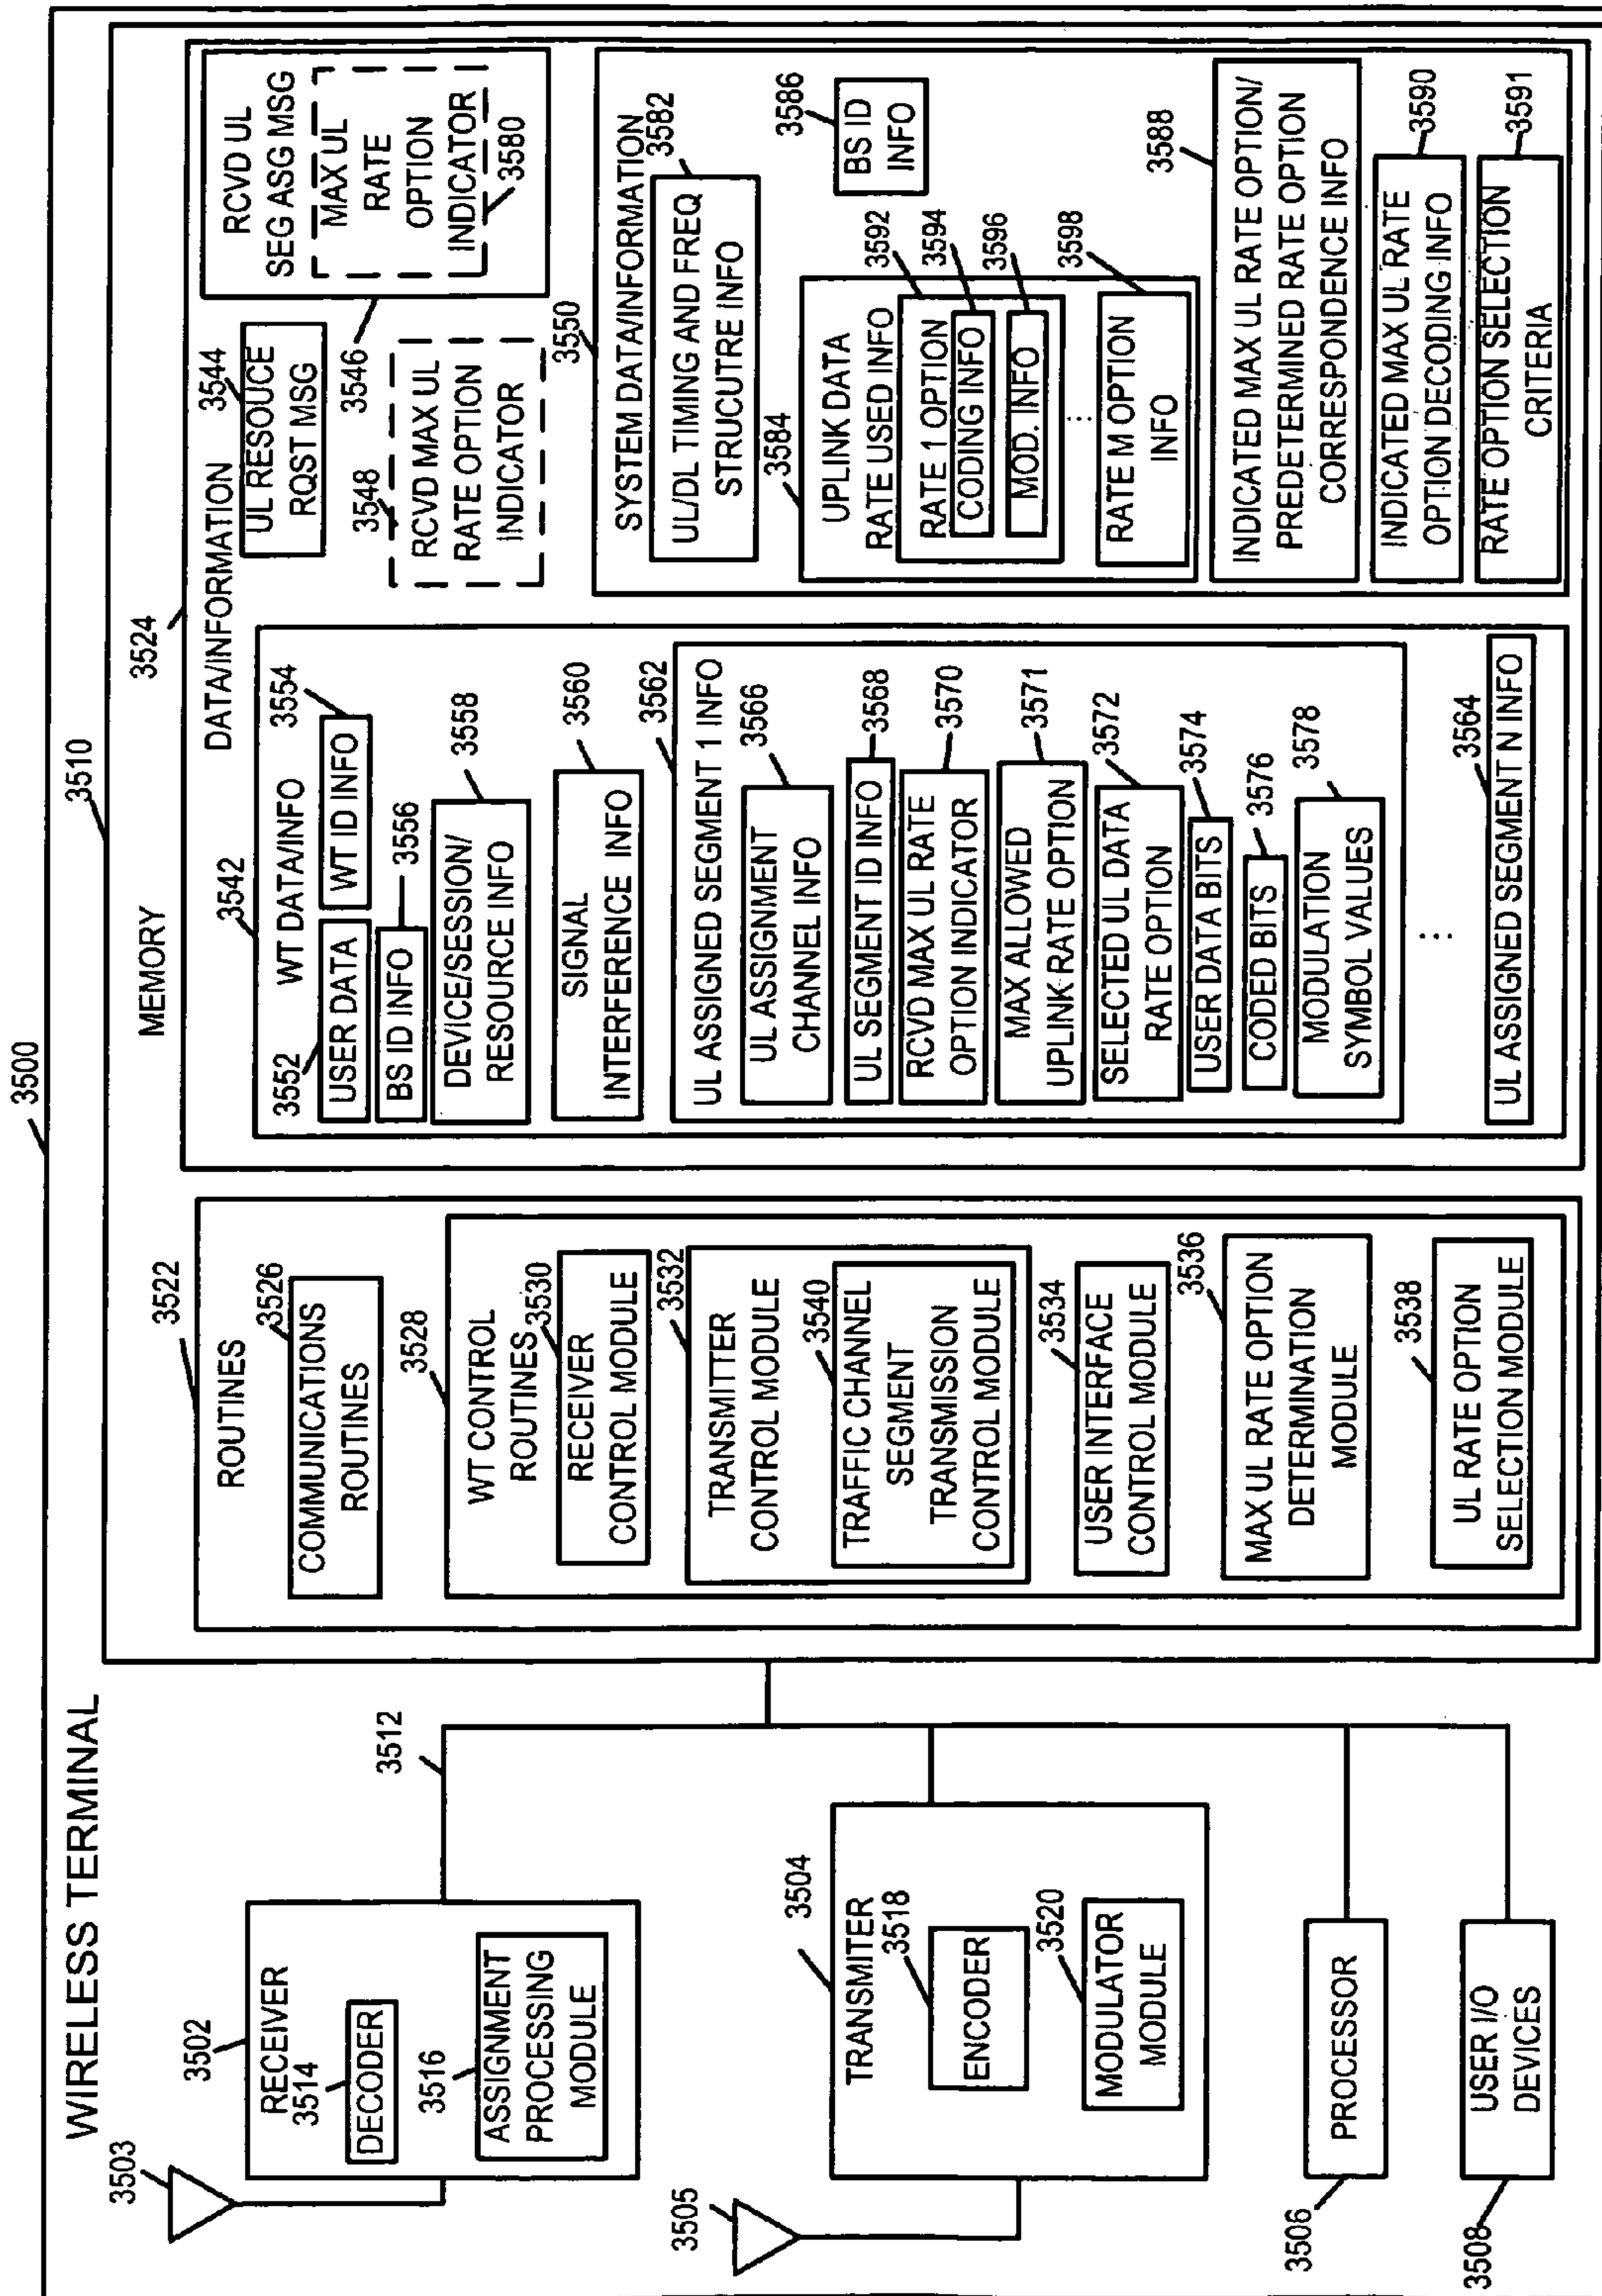 3500
WIRELESS TERMINAL
3503
3502
RECEIVER
3514
DECODER
3516
ASSIGNMENT
PROCESSING
MODULE
3505
3504
TRANSMITER
3518
ENCODER
3520
MODULATOR
MODULE
3512
3506
PROCESSOR
3508
USER I/O
DEVICES
3510
MEMORY
3522
ROUTINES
3526
COMMUNICATIONS
ROUTINES
3528
WT CONTROL
ROUTINES
3530
RECEIVER
CONTROL MODULE
3532
TRANSMITTER
CONTROL MODULE
3540
TRAFFIC CHANNEL
SEGMENT
TRANSMISSION
CONTROL MODULE
3534
USER INTERFACE
CONTROL MODULE
3536
MAX UL RATE OPTION
DETERMINATION
MODULE
3538
UL RATE OPTION
SELECTION MODULE
3524
DATA/INFORMATION
3542
WT DATA/INFO
3552
USER DATA
3554
WT ID INFO
3556
BS ID INFO
3558
DEVICE/SESSION/
RESOURCE INFO
3560
SIGNAL
INTERFERENCE INFO
3562
UL ASSIGNED SEGMENT 1 INFO
3566
UL ASSIGNMENT
CHANNEL INFO
3568
UL SEGMENT ID INFO
3570
RCVD MAX UL RATE
OPTION INDICATOR
3571
MAX ALLOWED
UPLINK RATE OPTION
3572
SELECTED UL DATA
RATE OPTION
3574
USER DATA BITS
3576
CODED BITS
3578
MODULATION
SYMBOL VALUES
...
3564
UL ASSIGNED SEGMENT N INFO
3544
UL RESOUCE
RQST MSG
3546
RCVD UL
SEG ASG MSG
MAX UL
RATE
OPTION
INDICATOR
3580
3548
RCVD MAX UL
RATE OPTION
INDICATOR
3550
SYSTEM DATA/INFORMATION
3582
UL/DL TIMING AND FREQ
STRUCUTRE INFO
3584
UPLINK DATA
RATE USED INFO
3592
RATE 1 OPTION
3594
CODING INFO
3596
MOD. INFO
...
3598
RATE M OPTION
INFO
3586
BS ID
INFO
3588
INDICATED MAX UL RATE OPTION/
PREDETERMINED RATE OPTION
CORRESPONDENCE INFO
3590
INDICATED MAX UL RATE
OPTION DECODING INFO
3591
RATE OPTION SELECTION
CRITERIA